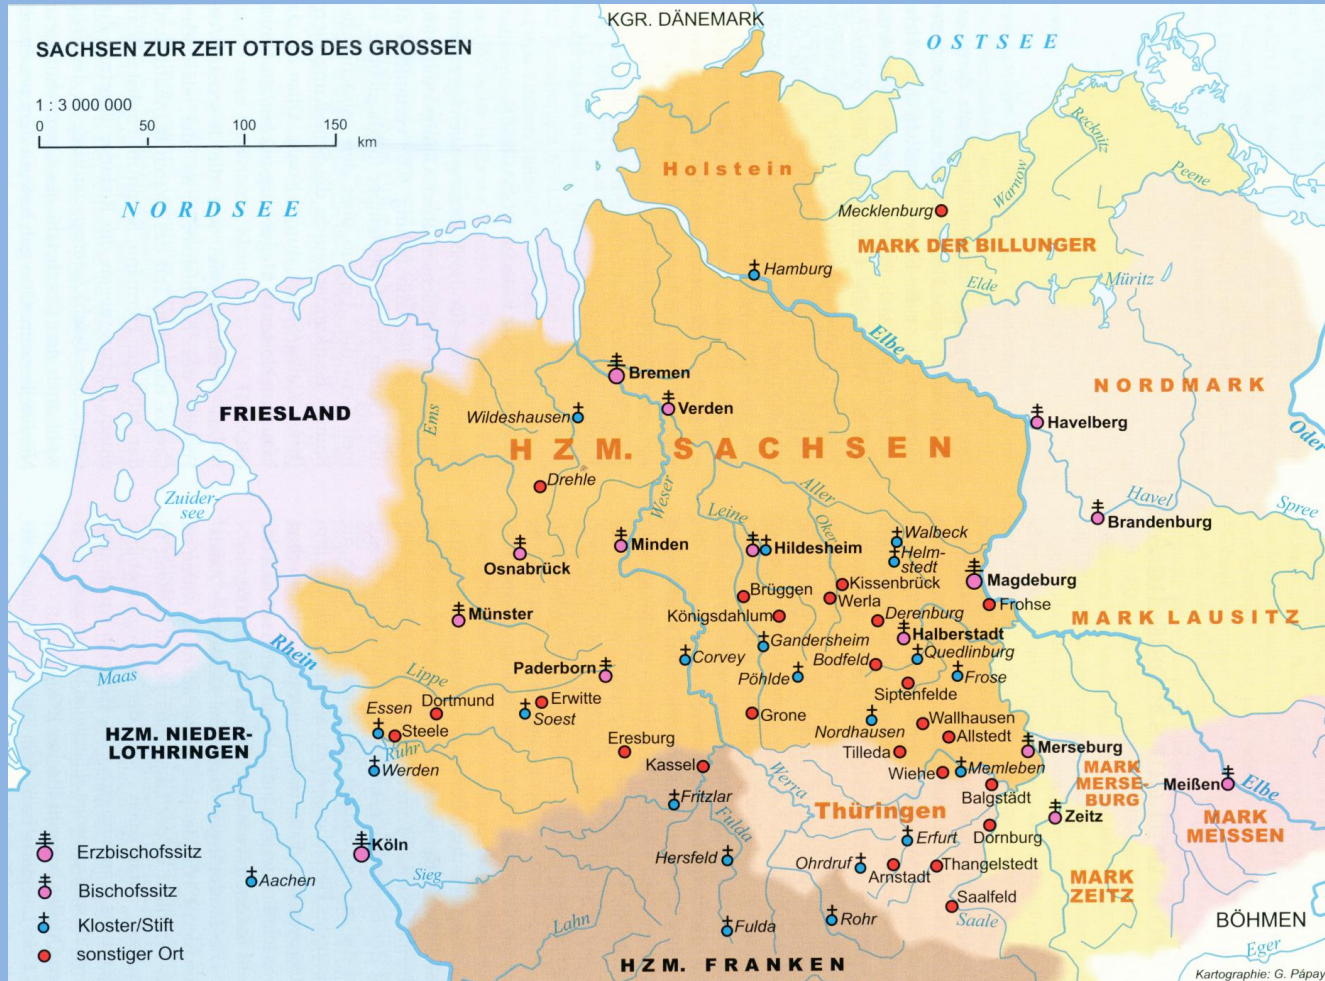 KGR. DÄNEMARK
OSTSEE
SACHSEN ZUR ZEIT OTTOS DES GROSSEN
1 : 3 000 000
0 50 100 150
km
NORDSEE
Holstein
Recknitz
Warnow
Peene
Mecklenburg
MARK DER BILLUNGER
Hamburg
Elde
Müritz
Elbe
Bremen
NORDMARK
FRIESLAND
Ems
Wildeshausen
Verden
Havelberg
Oder
HZM. SACHSEN
Drehle
Weser
Aller
Zuider-
see
Leine
Oker
Havel
Spree
Brandenburg
Walbeck
Minden
Hildesheim
Helm-
stedt
Osnabrück
Magdeburg
Kissenbrück
Brüggen
Werla
Frohse
Münster
Königsdahlum
Derenburg
MARK LAUSITZ
Halberstadt
Rhein
Gandersheim
Quedlinburg
Corvey
Bodfeld
Paderborn
Maas
Lippe
Pöhlde
Frose
Siptenfelde
Essen
Dortmund
Erwitte
Soest
Grone
Wallhausen
Nordhausen
Allstedt
HZM. NIEDER-
LOTHRINGEN
Steele
Ruhr
Eresburg
Tilleda
Merseburg
Kassel
Werden
Wiehe
Memleben
MARK
MERSE-
BURG
Meißen
Elbe
Werra
Balgstädt
Fritzlar
Thüringen
Zeitz
MARK
MEISSEN
Fulda
Dornburg
Köln
Erfurt
Erzbischofssitz
Hersfeld
Ohrdruf
Arnstadt
Thangelstedt
Sieg
Aachen
MARK
ZEITZ
Bischofssitz
Saalfeld
Kloster/Stift
Lahn
Fulda
Rohr
Saale
BÖHMEN
sonstiger Ort
Eger
HZM. FRANKEN
Kartographie: G. Pápay